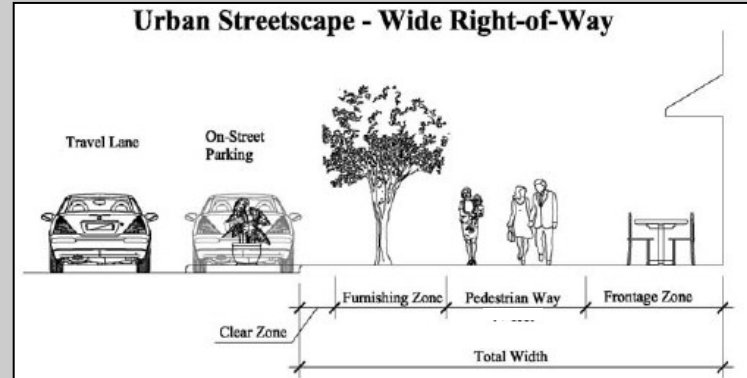 Urban Streetscape - Wide Right-of-Way
Travel Lane
On-Street
Parking
Furnishing Zone
Pedestrian Way
Frontage Zone
Clear Zone
Total Width